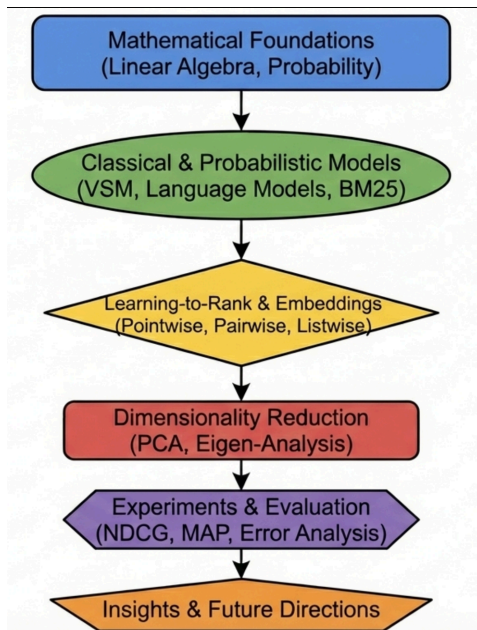 Mathematical Foundations
(Linear Algebra, Probability)
Classical & Probabilistic Models
(VSM, Language Models, BM25)
Learning-to-Rank & Embeddings
(Pointwise, Pairwise, Listwise)
Dimensionality Reduction
(PCA, Eigen-Analysis)
Experiments & Evaluation
(NDCG, MAP, Error Analysis)
Insights & Future Directions